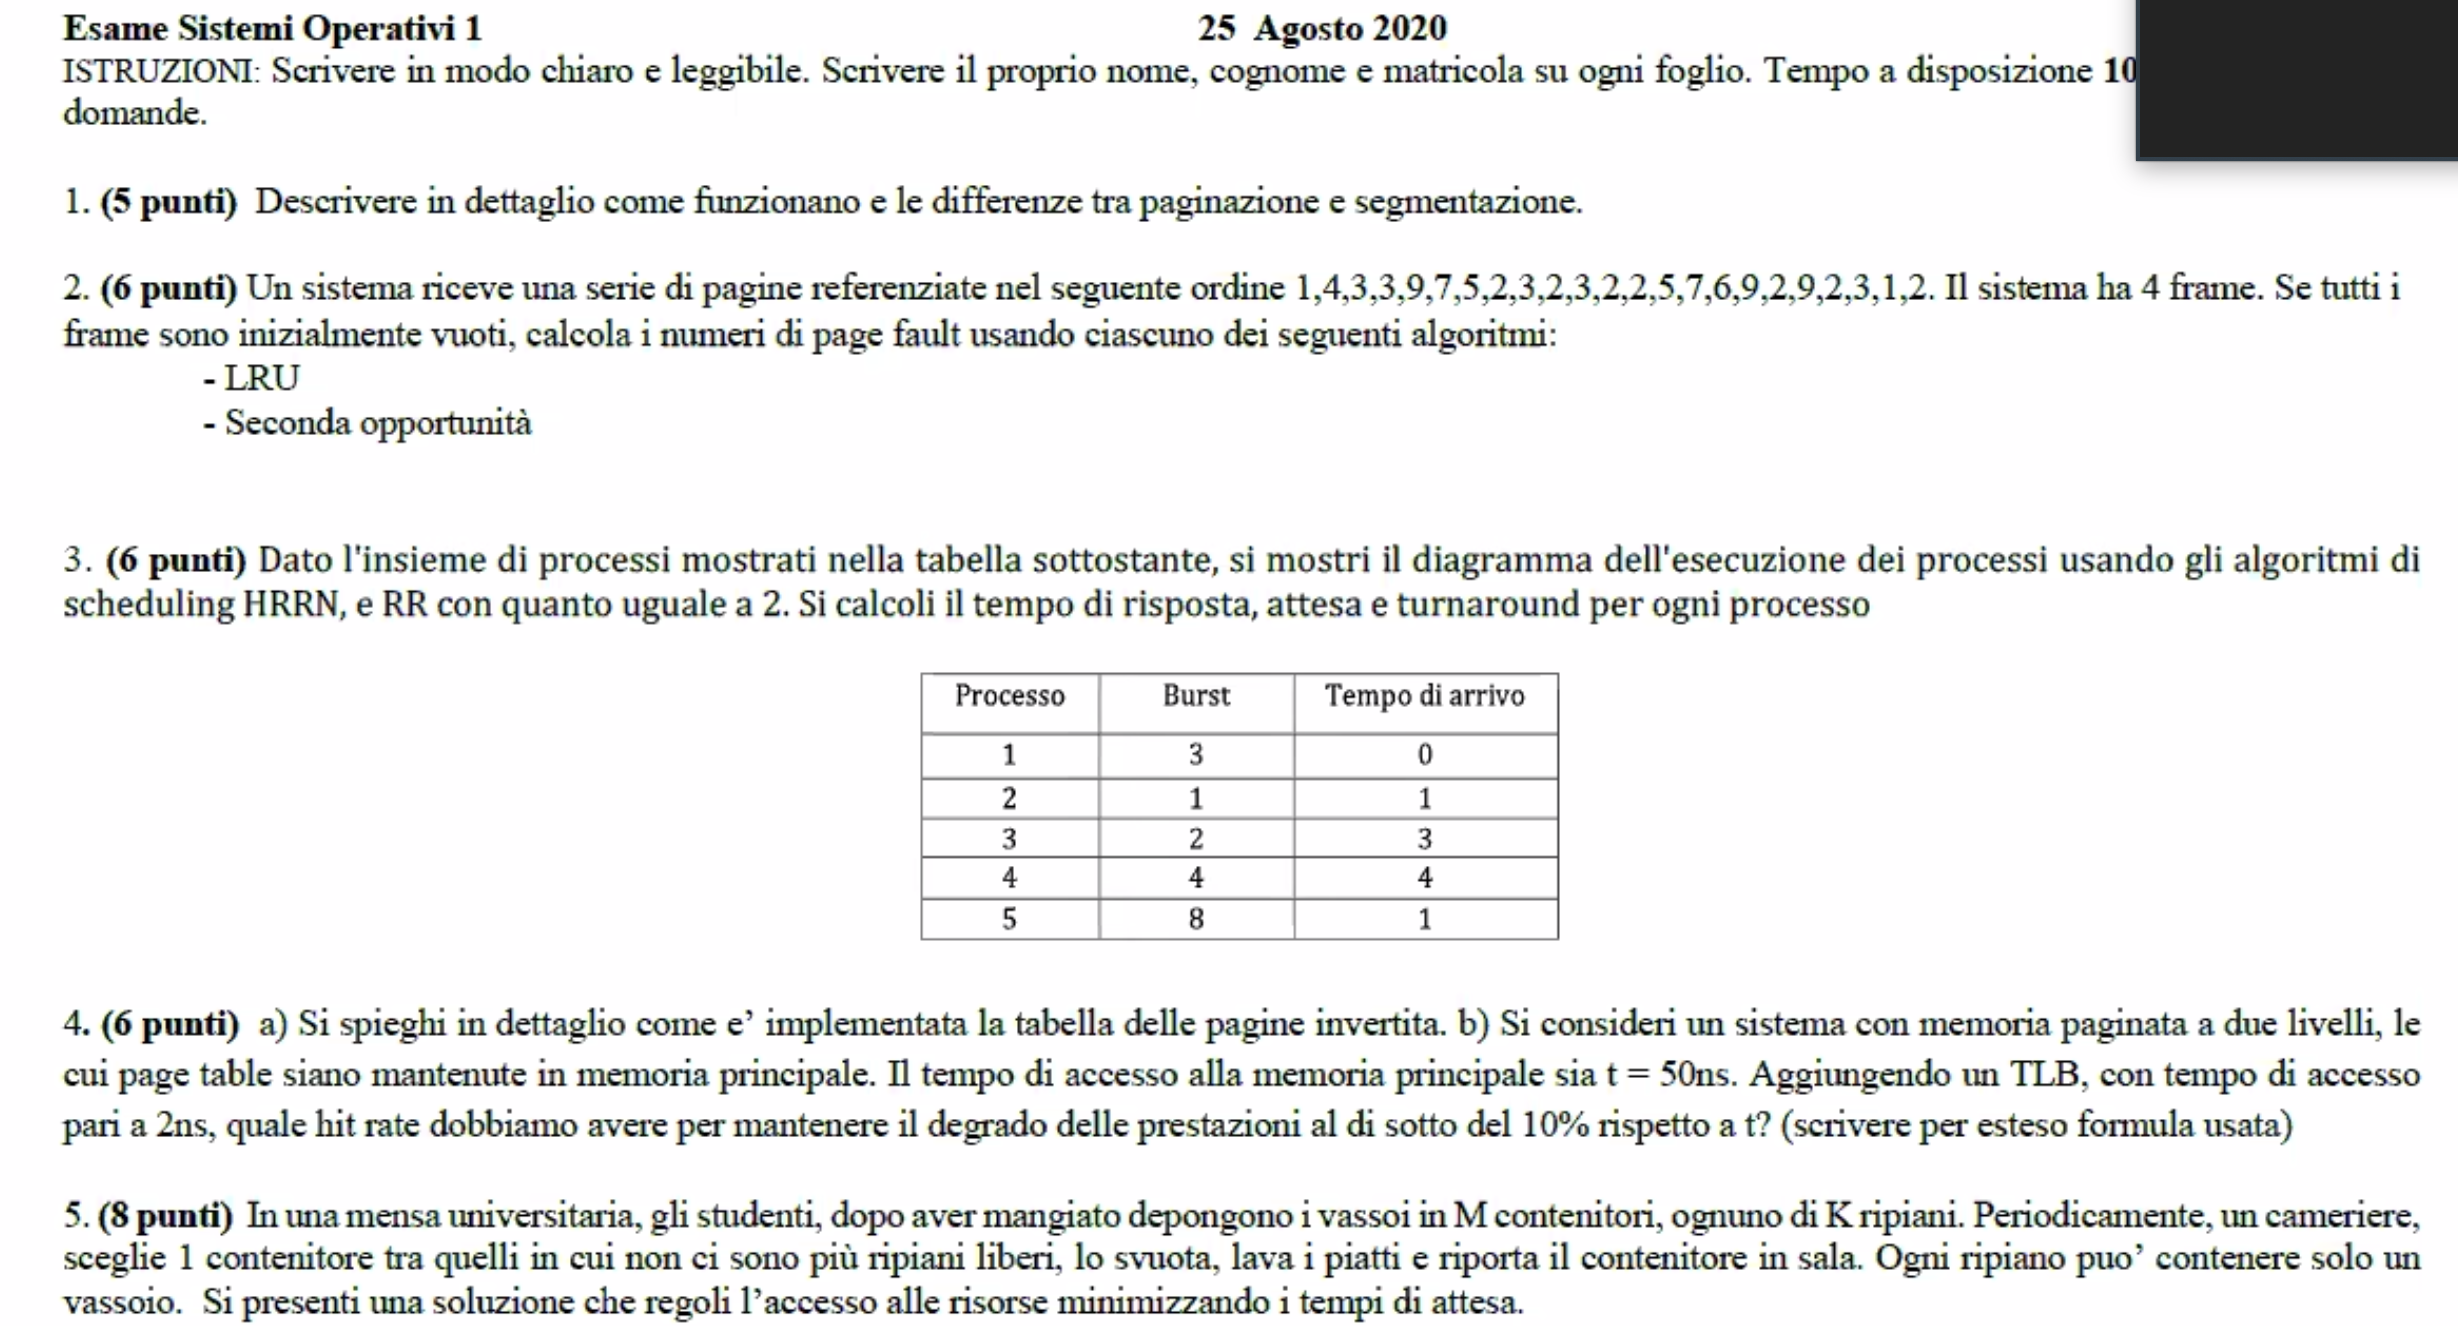 Esame Sistemi Operativi 1 25 Agosto 2020
ISTRUZIONI: Scrivere in modo chiaro e leggibile. Scrivere il proprio nome, cognome e matricola su ogni foglio. Tempo a disposizione 10
domande.
1. (5 punti) Descrivere in dettaglio come funzionano e le differenze tra paginazione e segmentazione.
2. (6 punti) Un sistema riceve una serie di pagine referenziate nel seguente ordine 1,4,3,3,9,7,5,2,3,2,3,2,2,5,7,6,9,2,9,2,3,1,2. Il sistema ha 4 frame. Se tutti i
frame sono inizialmente vuoti, calcola i numeri di page fault usando ciascuno dei seguenti algoritmi:
- LRU
- Seconda opportunità
3. (6 punti) Dato l'insieme di processi mostrati nella tabella sottostante, si mostri il diagramma dell'esecuzione dei processi usando gli algoritmi di
scheduling HRRN, e RR con quanto uguale a 2. Si calcoli il tempo di risposta, attesa e turnaround per ogni processo
Processo Burst Tempo di arrivo
1 3 0
2 1 1
3 2 3
4 4 4
5 8 1
4. (6 punti) a) Si spieghi in dettaglio come e’ implementata la tabella delle pagine invertita. b) Si consideri un sistema con memoria paginata a due livelli, le
cui page table siano mantenute in memoria principale. Il tempo di accesso alla memoria principale sia t = 50ns. Aggiungendo un TLB, con tempo di accesso
pari a 2ns, quale hit rate dobbiamo avere per mantenere il degrado delle prestazioni al di sotto del 10% rispetto a t? (scrivere per esteso formula usata)
5. (8 punti) In una mensa universitaria, gli studenti, dopo aver mangiato depongono i vassoi in M contenitori, ognuno di K ripiani. Periodicamente, un cameriere,
sceglie 1 contenitore tra quelli in cui non ci sono più ripiani liberi, lo svuota, lava i piatti e riporta il contenitore in sala. Ogni ripiano puo’ contenere solo un
vassoio. Si presenti una soluzione che regoli l’accesso alle risorse minimizzando i tempi di attesa.